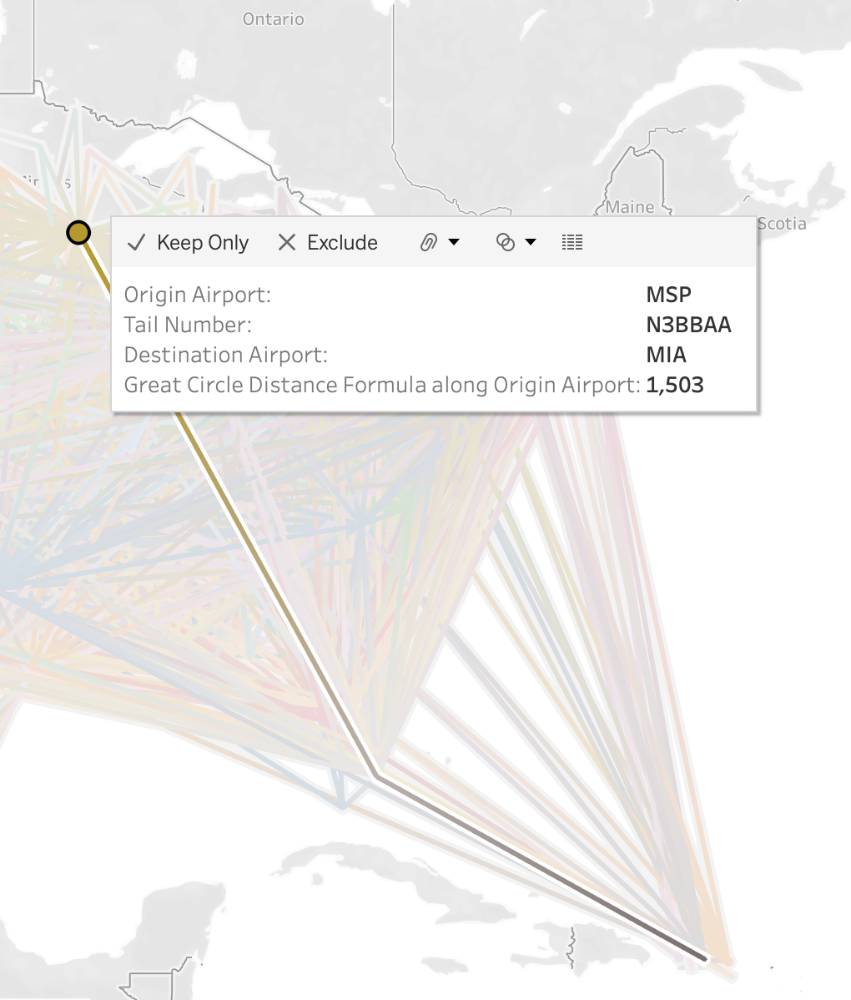 Ontario
Maine
Scotia
Keep Only Exclude
Origin Airport: MSP
Tail Number: N3BBAA
Destination Airport: MIA
Great Circle Distance Formula along Origin Airport: 1,503